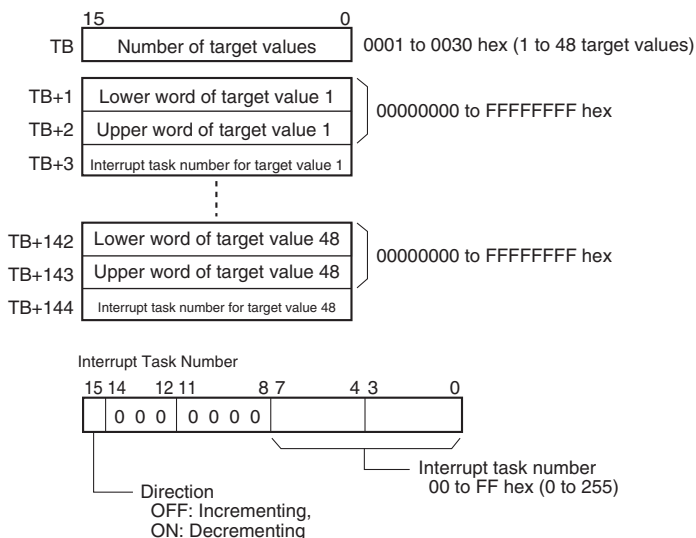 15 0
TB Number of target values 0001 to 0030 hex (1 to 48 target values)
TB+1 Lower word of target value 1
00000000 to FFFFFFFF hex
TB+2 Upper word of target value 1
TB+3 Interrupt task number for target value 1
TB+142 Lower word of target value 48
00000000 to FFFFFFFF hex
TB+143 Upper word of target value 48
TB+144 Interrupt task number for target value 48
Interrupt Task Number
15 14 12 11 8 7 4 3 0
0 0 0 0 0 0 0
Interrupt task number
00 to FF hex (0 to 255)
Direction
OFF: Incrementing,
ON: Decrementing